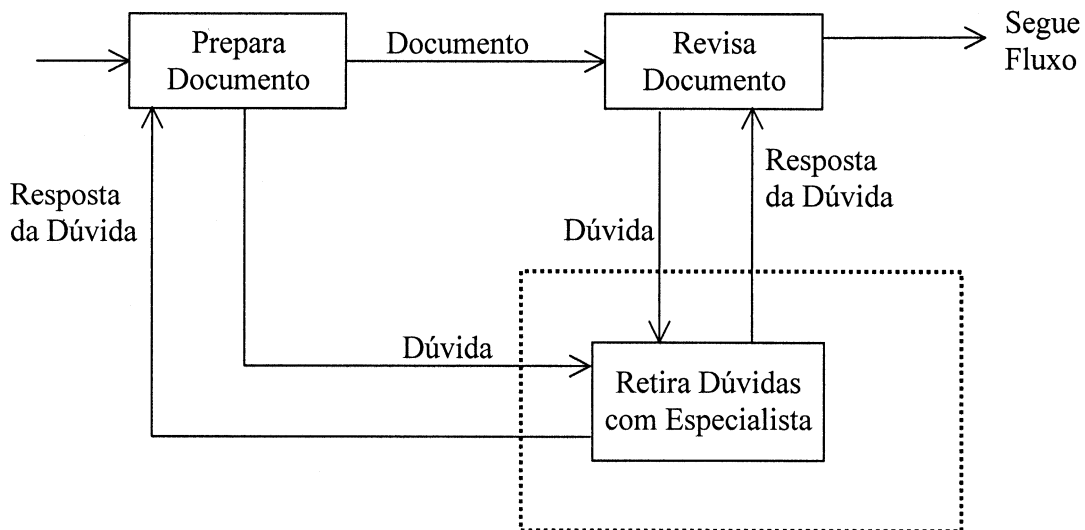 Prepara
Documento
Documento
Revisa
Documento
Segue
Fluxo
Resposta
da Dúvida
Dúvida
Resposta
da Dúvida
Dúvida
Retira Dúvidas
com Especialista